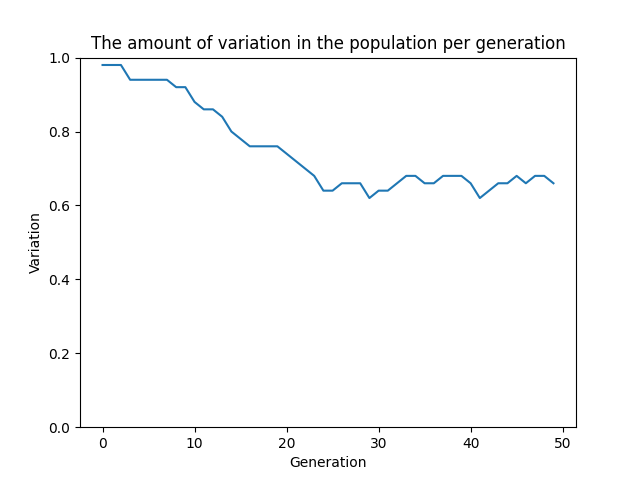 The amount of variation in the population per generation
1.0
0.8
0.6
0.4
0.2
0.0
Variation
0 10 20 30 40 50
Generation